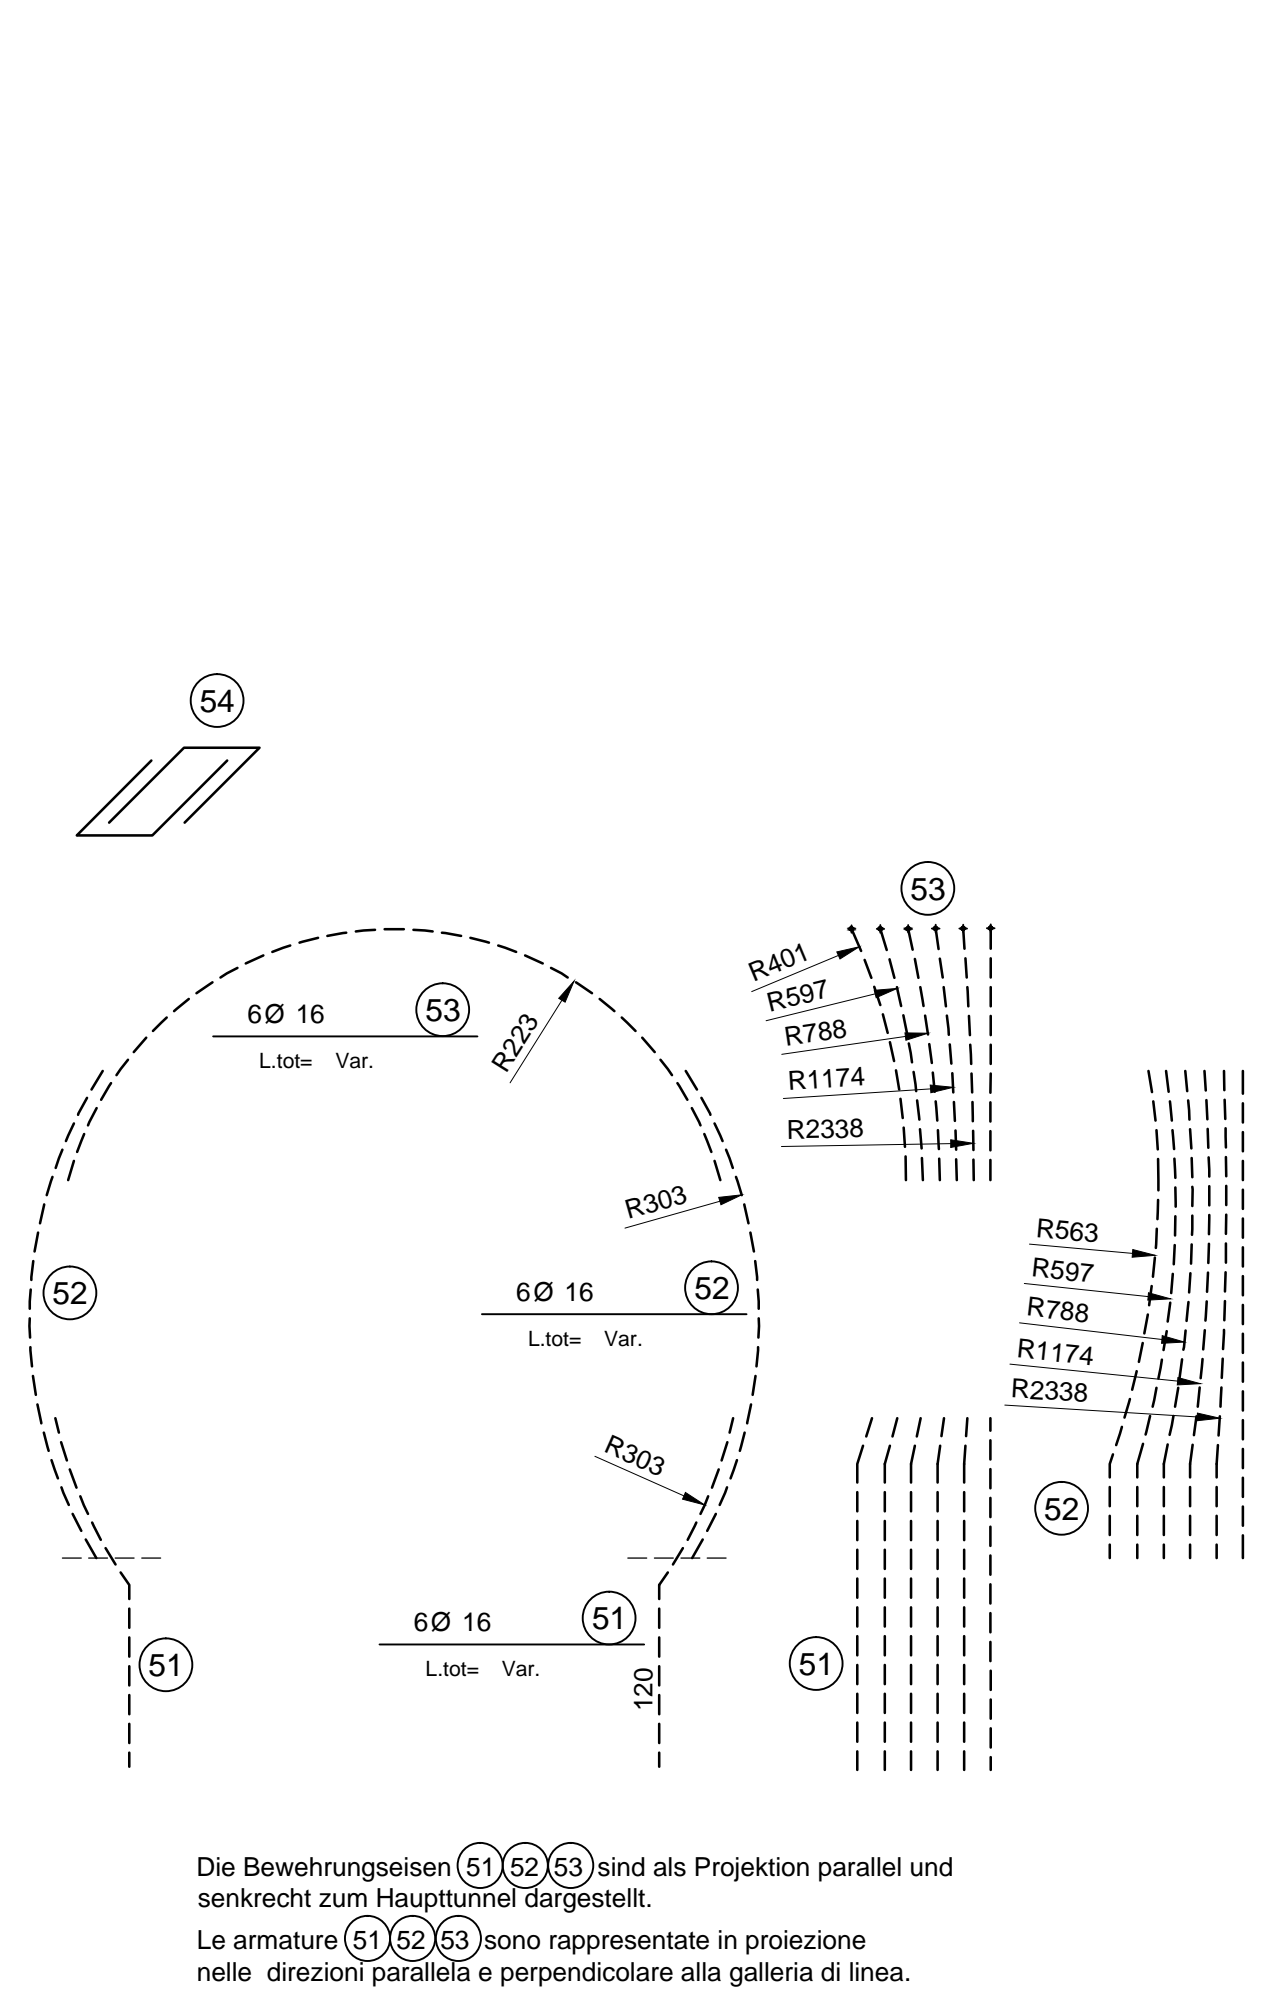 54
53
R401
R597
R788
R1174
R2338
6Ø 16 53
L.tot= Var.
R223
R303
52
6Ø 16 52
L.tot= Var.
R563
R597
R788
R1174
R2338
52
R303
6Ø 16 51
L.tot= Var.
51
120
51
Die Bewehrungseisen 51 52 53 sind als Projektion parallel und
senkrecht zum Haupttunnel dargestellt.
Le armature 51 52 53 sono rappresentate in proiezione
nelle direzioni parallela e perpendicolare alla galleria di linea.